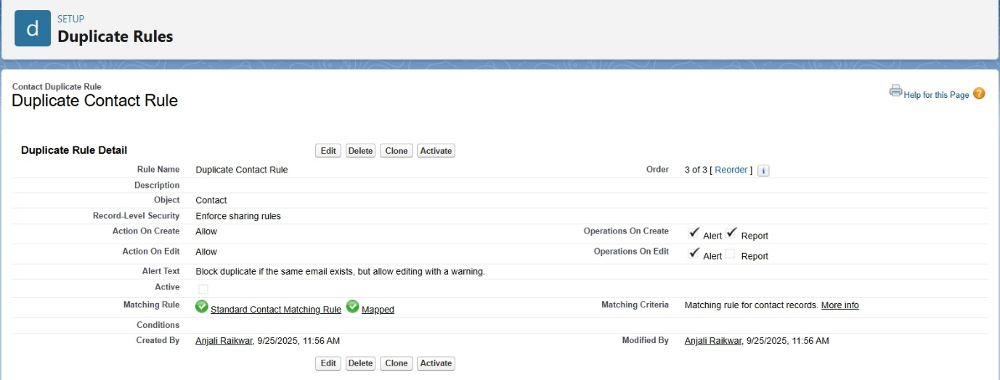 d
SETUP
Duplicate Rules
Contact Duplicate Rule
Duplicate Contact Rule
Help for this Page ?
Duplicate Rule Detail Edit Delete Clone Activate
Rule Name Duplicate Contact Rule Order 3 of 3 [ Reorder ] i
Description
Object Contact
Record-Level Security Enforce sharing rules
Action On Create Allow Operations On Create Alert Report
Action On Edit Allow Operations On Edit Alert Report
Alert Text Block duplicate if the same email exists, but allow editing with a warning.
Active
Matching Rule Standard Contact Matching Rule Mapped Matching Criteria Matching rule for contact records. More info
Conditions
Created By Anjali Raikwar, 9/25/2025, 11:56 AM Modified By Anjali Raikwar, 9/25/2025, 11:56 AM
Edit Delete Clone Activate